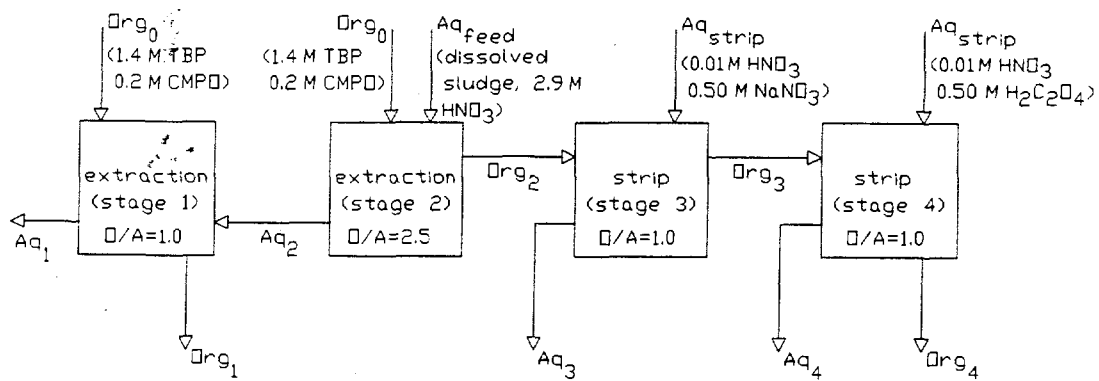 Org0
(1.4 M TBP
0.2 M CMPO)
Org0
(1.4 M TBP
0.2 M CMPO)
Aqfeed
(dissolved
sludge, 2.9 M
HNO3)
Aqstrip
(0.01 M HNO3
0.50 M NaNO3)
Aqstrip
(0.01 M HNO3
0.50 M H2C2O4)
extraction
(stage 1)
O/A=1.0
extraction
(stage 2)
O/A=2.5
strip
(stage 3)
O/A=1.0
strip
(stage 4)
O/A=1.0
Aq1
Aq2
Org2
Org3
Org1
Aq3
Aq4
Org4